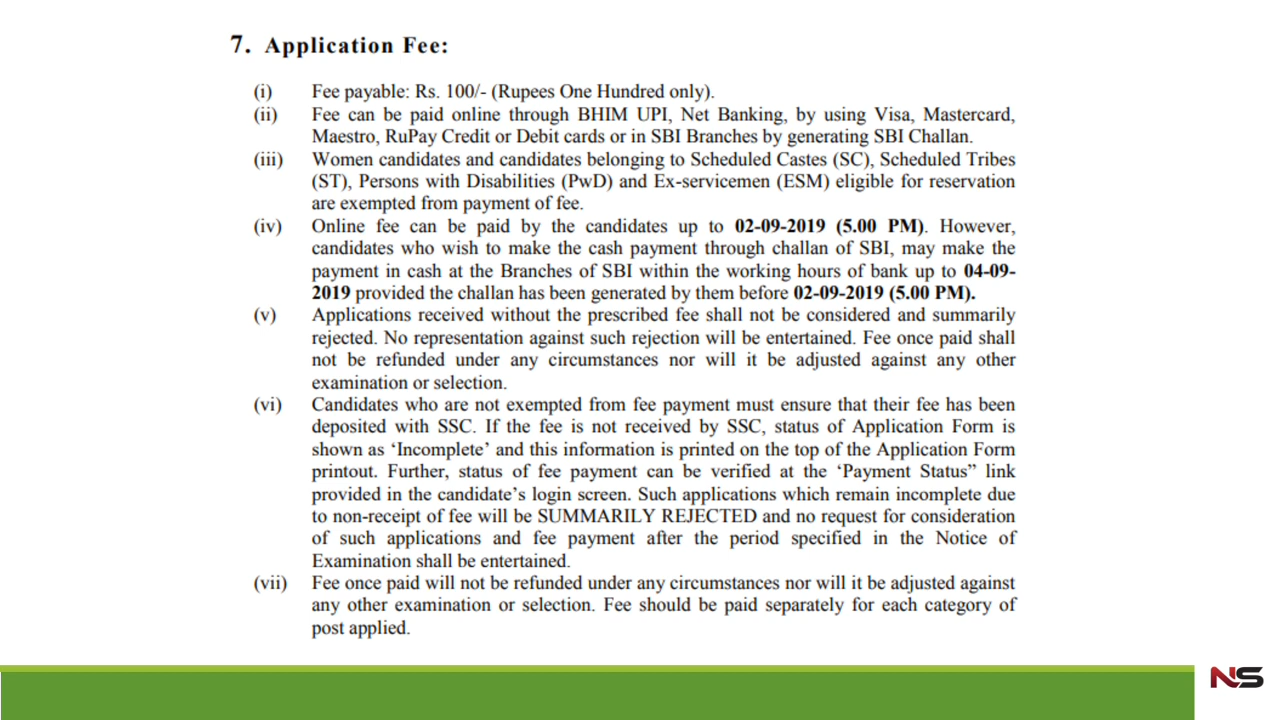 7. Application Fee:
(i) Fee payable: Rs. 100/- (Rupees One Hundred only).
(ii) Fee can be paid online through BHIM UPI, Net Banking, by using Visa, Mastercard,
Maestro, RuPay Credit or Debit cards or in SBI Branches by generating SBI Challan.
(iii) Women candidates and candidates belonging to Scheduled Castes (SC), Scheduled Tribes
(ST), Persons with Disabilities (PwD) and Ex-servicemen (ESM) eligible for reservation
are exempted from payment of fee.
(iv) Online fee can be paid by the candidates up to 02-09-2019 (5.00 PM). However,
candidates who wish to make the cash payment through challan of SBI, may make the
payment in cash at the Branches of SBI within the working hours of bank up to 04-09-
2019 provided the challan has been generated by them before 02-09-2019 (5.00 PM).
(v) Applications received without the prescribed fee shall not be considered and summarily
rejected. No representation against such rejection will be entertained. Fee once paid shall
not be refunded under any circumstances nor will it be adjusted against any other
examination or selection.
(vi) Candidates who are not exempted from fee payment must ensure that their fee has been
deposited with SSC. If the fee is not received by SSC, status of Application Form is
shown as ‘Incomplete’ and this information is printed on the top of the Application Form
printout. Further, status of fee payment can be verified at the ‘Payment Status” link
provided in the candidate’s login screen. Such applications which remain incomplete due
to non-receipt of fee will be SUMMARILY REJECTED and no request for consideration
of such applications and fee payment after the period specified in the Notice of
Examination shall be entertained.
(vii) Fee once paid will not be refunded under any circumstances nor will it be adjusted against
any other examination or selection. Fee should be paid separately for each category of
post applied.
NS